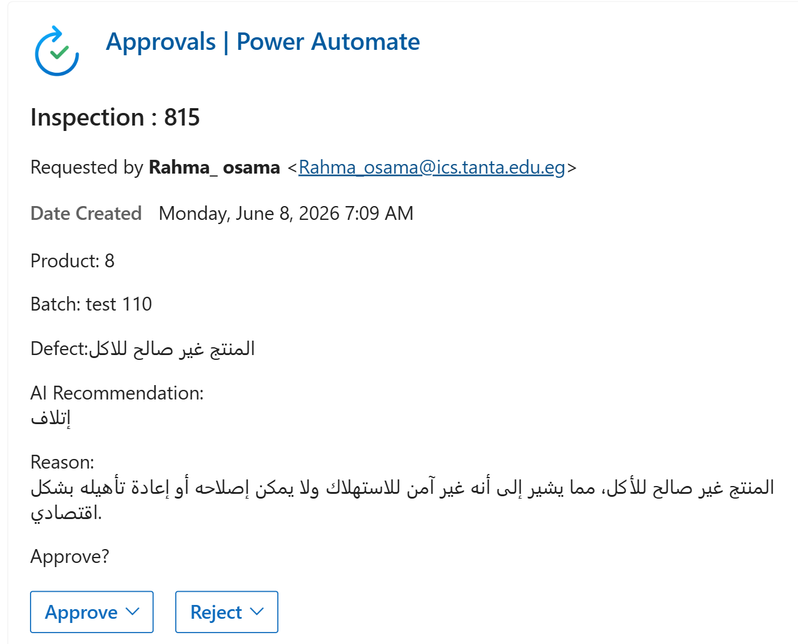 Approvals | Power Automate
Inspection : 815
Requested by Rahma_ osama <Rahma_osama@ics.tanta.edu.eg>
Date Created Monday, June 8, 2026 7:09 AM
Product: 8
Batch: test 110
Defect:المنتج غير صالح للاكل
AI Recommendation:
إتلاف
Reason:
المنتج غير صالح للأكل، مما يشير إلى أنه غير آمن للاستهلاك ولا يمكن إصلاحه أو إعادة تأهيله بشكل
اقتصادي.
Approve?
Approve
Reject